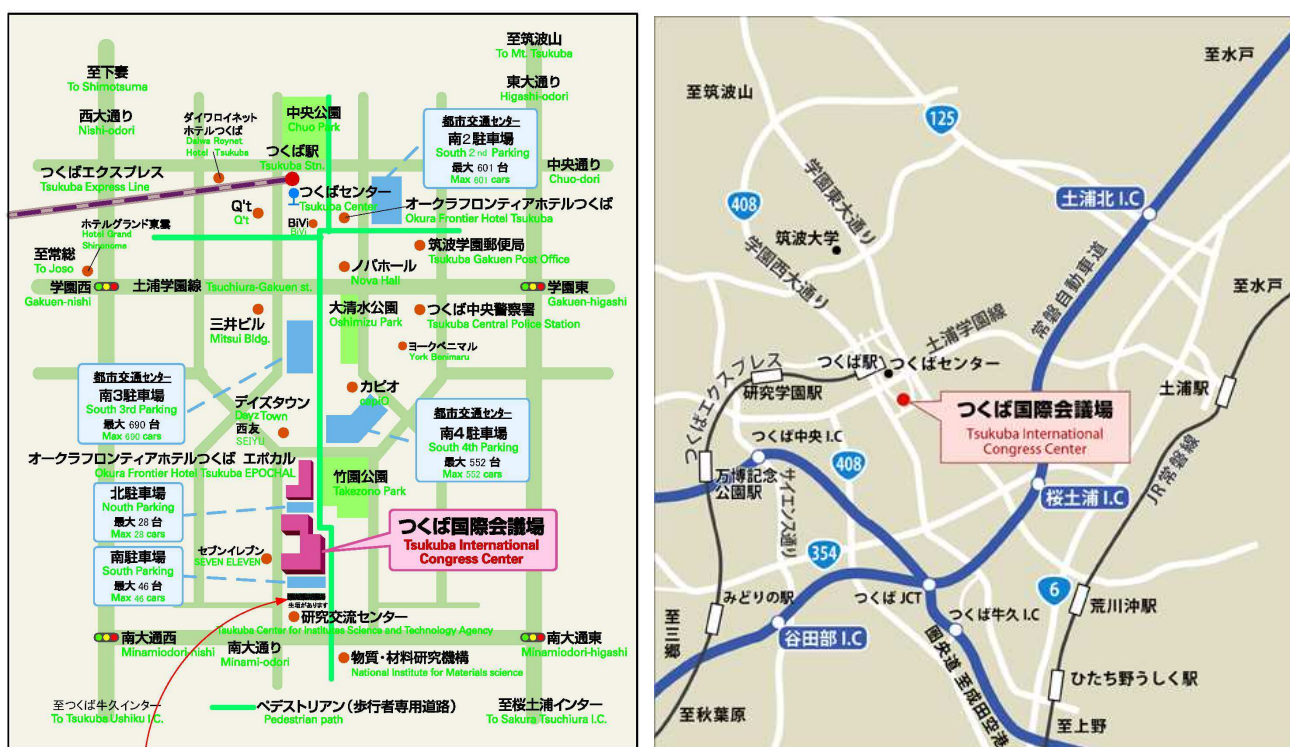 至筑波山
To Mt. Tsukuba
至下妻
To Shimotsuma
東大通り
Higashi-odori
西大通り
Nishi-odori
ダイワロイネット
ホテルつくば
Daiwa Roynet
Hotel Tsukuba
中央公園
Chuo Park
都市交通センター
南2駐車場
South 2nd Parking
最大 601 台
Max 601 cars
つくば駅
Tsukuba Stn.
中央通り
Chuo-dori
つくばエクスプレス
Tsukuba Express Line
つくばセンター
Tsukuba Center
Q't
Q't
BiVi
BiVi
オークラフロンティアホテルつくば
Okura Frontier Hotel Tsukuba
ホテルグランド東雲
Hotel Grand
Shinonome
至常総
To Joso
筑波学園郵便局
Tsukuba Gakuen Post Office
ノバホール
Nova Hall
学園西
Gakuen-nishi
土浦学園線
Tsuchiura-Gakuen st.
学園東
Gakuen-higashi
三井ビル
Mitsui Bldg.
大清水公園
Oshimizu Park
つくば中央警察署
Tsukuba Central Police Station
ヨークベニマル
York Benimaru
都市交通センター
南3駐車場
South 3rd Parking
最大 690 台
Max 690 cars
カピオ
capiO
デイズタウン
Dayz Town
西友
SEIYU
都市交通センター
南4駐車場
South 4th Parking
最大 552 台
Max 552 cars
オークラフロンティアホテルつくば エポカル
Okura Frontier Hotel Tsukuba EPOCHAL
竹園公園
Takezono Park
北駐車場
Nouth Parking
最大 28 台
Max 28 cars
つくば国際会議場
Tsukuba International
Congress Center
セブンイレブン
SEVEN ELEVEN
南駐車場
South Parking
最大 46 台
Max 46 cars
生垣があります
研究交流センター
Tsukuba Center for Institutes Science and Technology Agency
南大通西
Minamiodori-nishi
南大通り
Minami-odori
南大通東
Minamiodori-higashi
物質・材料研究機構
National Institute for Materials science
至つくば牛久インター
To Tsukuba Ushiku I.C.
ペデストリアン(歩行者専用道路)
Pedestrian path
至桜土浦インター
To Sakura Tsuchiura I.C.
至水戸
至筑波山
125
学園東大通り
408
土浦北 I.C
筑波大学
学園西大通り
常磐自動車道
至水戸
土浦学園線
つくば駅
つくばセンター
つくばエクスプレス
研究学園駅
土浦駅
つくば国際会議場
Tsukuba International
Congress Center
つくば中央 I.C
408
万博記念
公園駅
サイエンス通り
桜土浦 I.C
JR常磐線
354
6
みどりの駅
つくば JCT
荒川沖駅
至三郷
谷田部 I.C
つくば牛久 I.C
圏央道 至成田空港
ひたち野うしく駅
至秋葉原
至上野